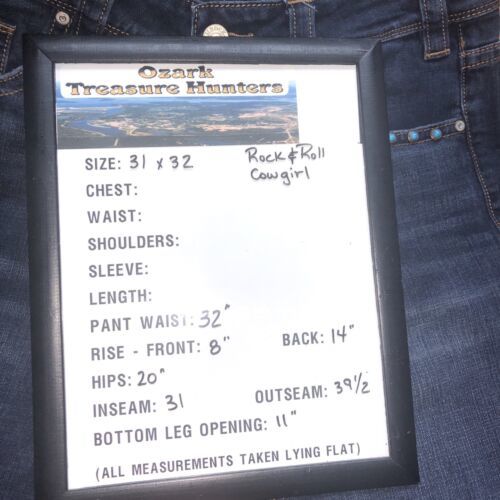 Ozark
Treasure Hunters
SIZE: 31 x 32 Rock & Roll
Cowgirl
CHEST:
WAIST:
SHOULDERS:
SLEEVE:
LENGTH:
PANT WAIST: 32"
RISE - FRONT: 8" BACK: 14"
HIPS: 20"
INSEAM: 31 OUTSEAM: 39½
BOTTOM LEG OPENING: 11"
(ALL MEASUREMENTS TAKEN LYING FLAT)